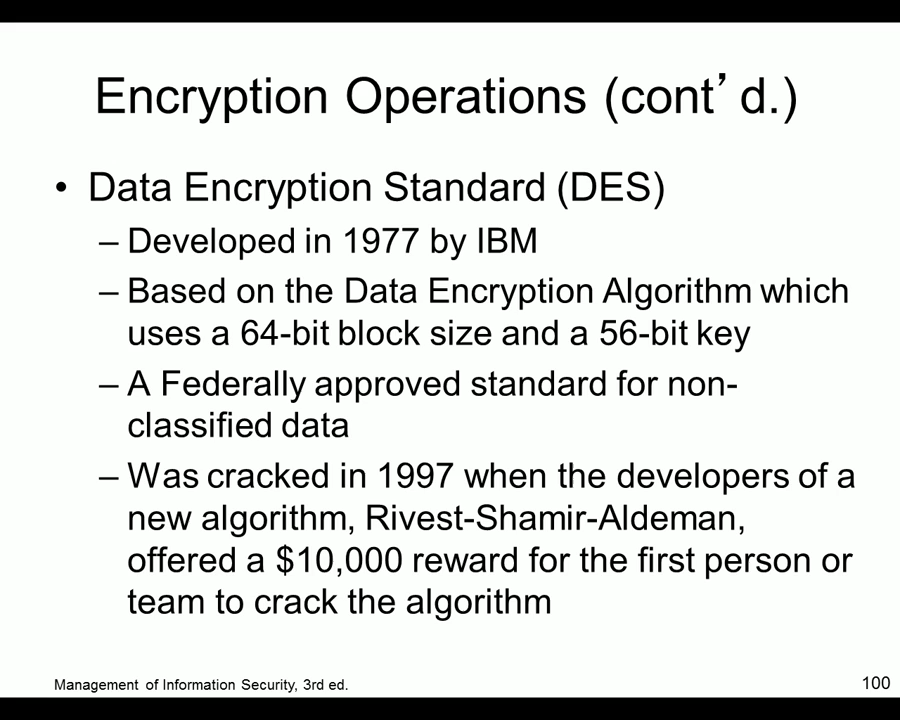 Encryption Operations (cont’d.)
• Data Encryption Standard (DES)
– Developed in 1977 by IBM
– Based on the Data Encryption Algorithm which
uses a 64-bit block size and a 56-bit key
– A Federally approved standard for non-
classified data
– Was cracked in 1997 when the developers of a
new algorithm, Rivest-Shamir-Aldeman,
offered a $10,000 reward for the first person or
team to crack the algorithm
Management of Information Security, 3rd ed.
100